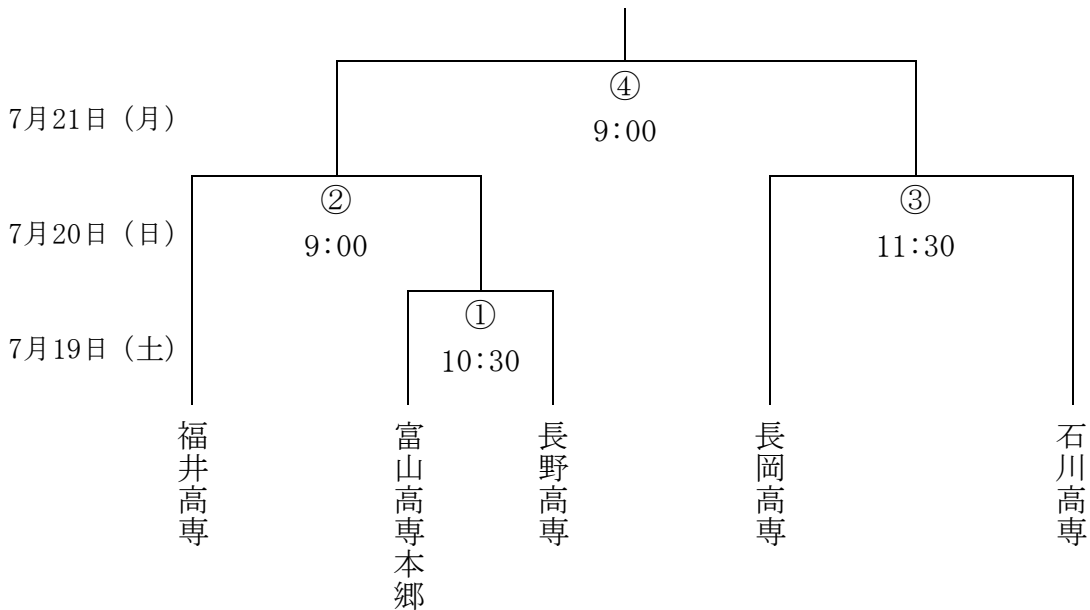 ④
7月21日（月）
9:00
②
③
7月20日（日）
9:00
11:30
①
7月19日（土）
10:30
福井高専
富山高専本郷
長野高専
長岡高専
石川高専